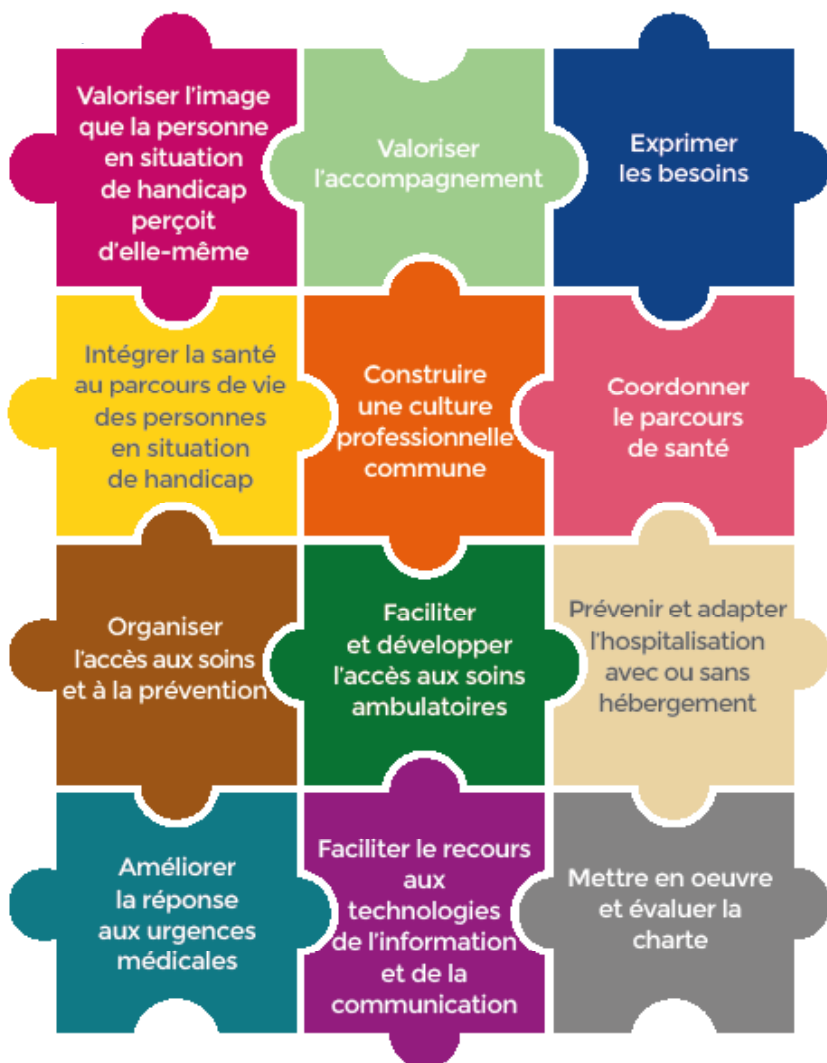 Valoriser l'image
que la personne
en situation
de handicap
perçoit
d'elle-même
Valoriser
l'accompagnement
Exprimer
les besoins
Intégrer la santé
au parcours de vie
des personnes
en situation
de handicap
Construire
une culture
professionnelle
commune
Coordonner
le parcours
de santé
Organiser
l'accès aux soins
et à la prévention
Faciliter
et développer
l'accès aux soins
ambulatoires
Prévenir et adapter
l'hospitalisation
avec ou sans
hébergement
Améliorer
la réponse
aux urgences
médicales
Faciliter le recours
aux
technologies
de l'information
et de la
communication
Mettre en oeuvre
et évaluer la
charte